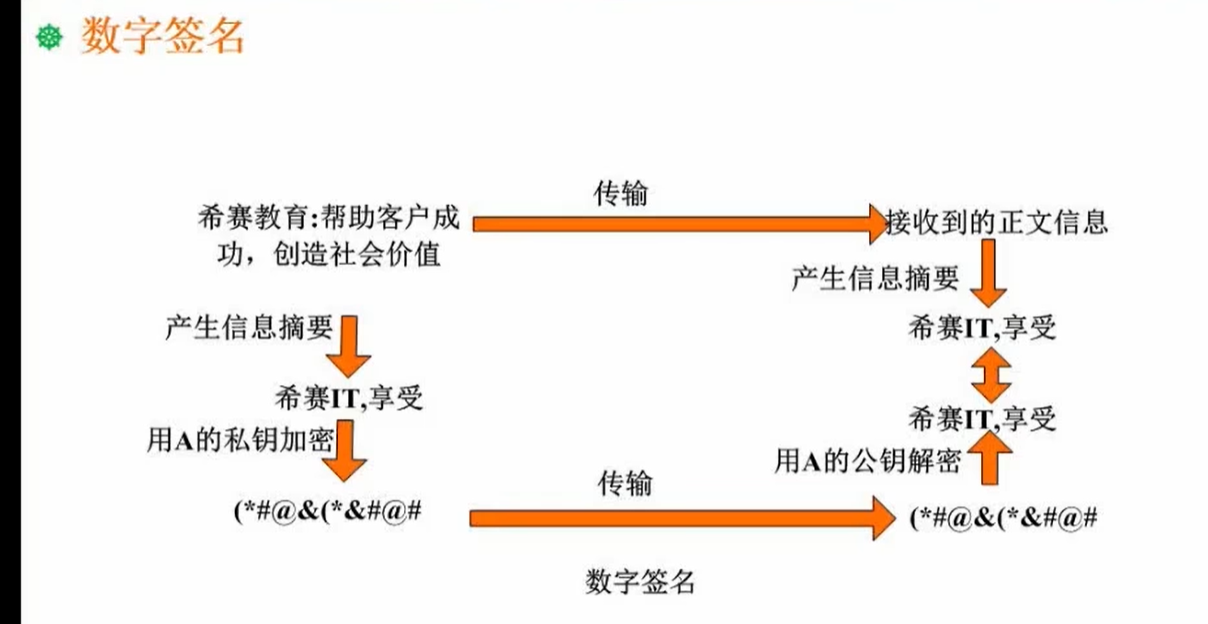 数字签名
传输
希赛教育:帮助客户成
功，创造社会价值
接收到的正文信息
产生信息摘要
产生信息摘要
希赛IT,享受
希赛IT,享受
希赛IT,享受
用A的私钥加密
用A的公钥解密
传输
(*#@&(*&#@#
(*#@&(*&#@#
数字签名